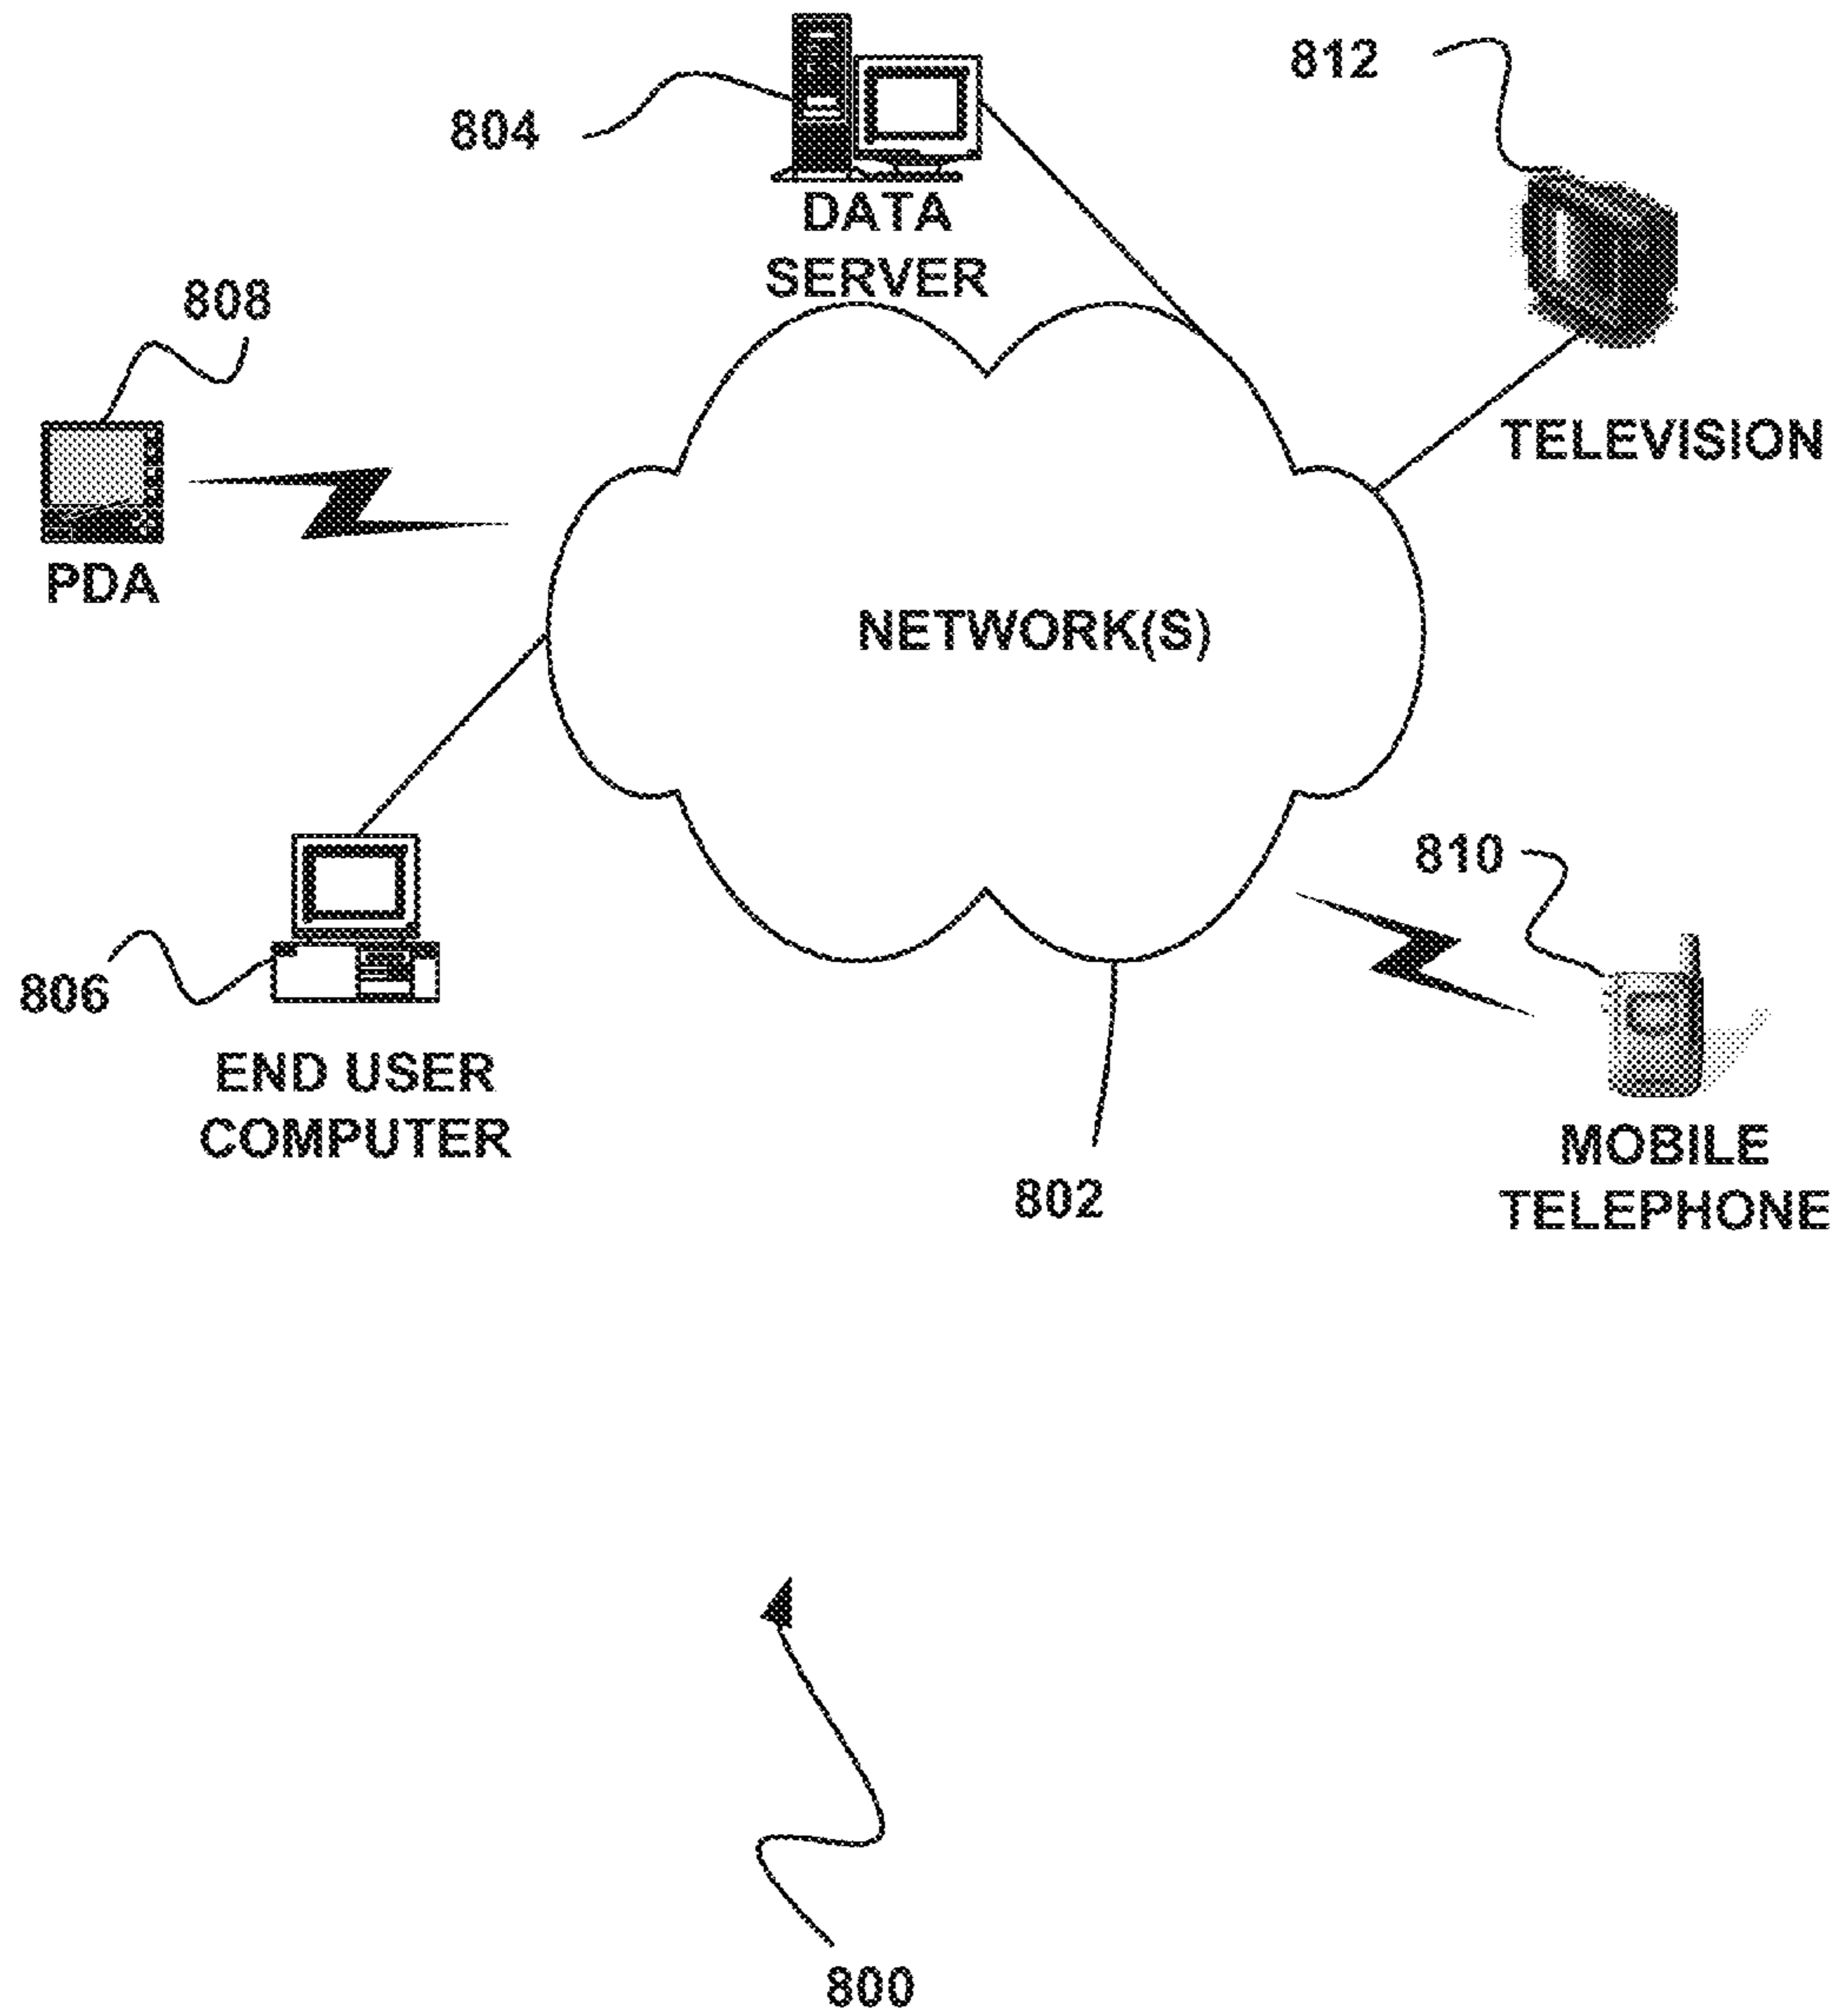 812
804
DATA
SERVER
808
TELEVISION
PDA
NETWORK(S)
810
806
END USER
COMPUTER
802
MOBILE
TELEPHONE
800